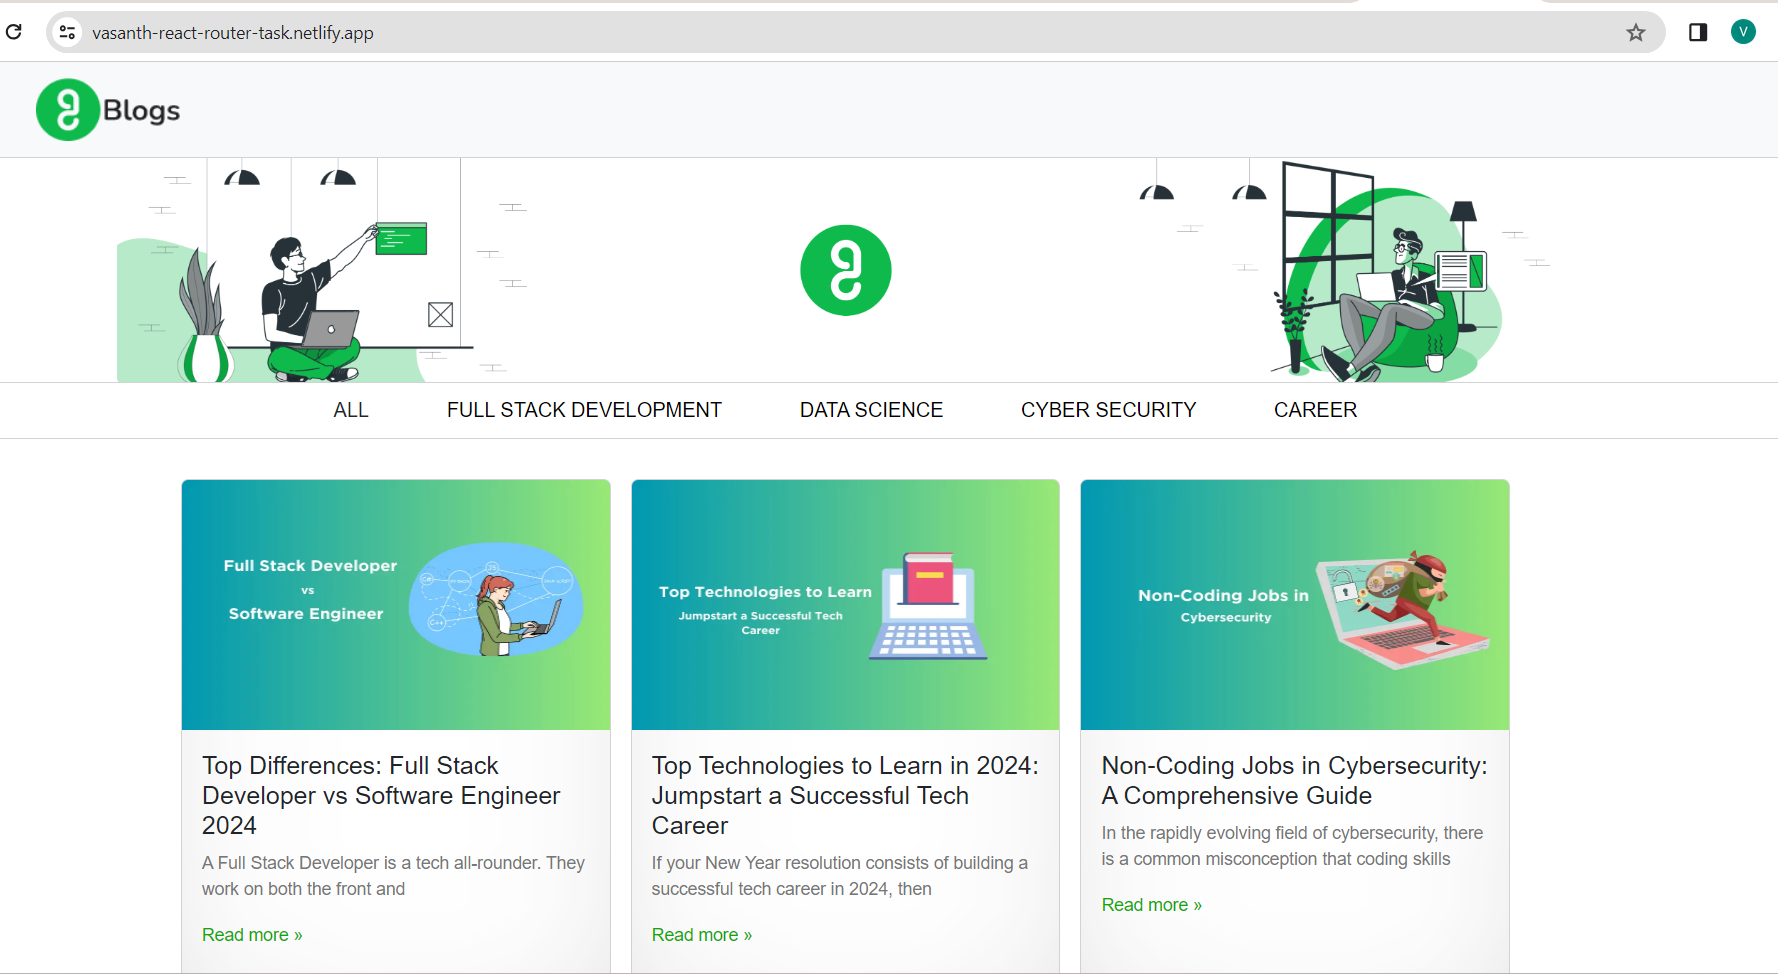 vasanth-react-router-task.netlify.app
V
Blogs
ALL FULL STACK DEVELOPMENT DATA SCIENCE CYBER SECURITY CAREER
Full Stack Developer
vs
Software Engineer
JS
C++
Top Technologies to Learn
Jumpstart a Successful Tech
Career
Non-Coding Jobs in
Cybersecurity
Top Differences: Full Stack
Developer vs Software Engineer
2024
A Full Stack Developer is a tech all-rounder. They
work on both the front and
Read more »
Top Technologies to Learn in 2024:
Jumpstart a Successful Tech
Career
If your New Year resolution consists of building a
successful tech career in 2024, then
Read more »
Non-Coding Jobs in Cybersecurity:
A Comprehensive Guide
In the rapidly evolving field of cybersecurity, there
is a common misconception that coding skills
Read more »